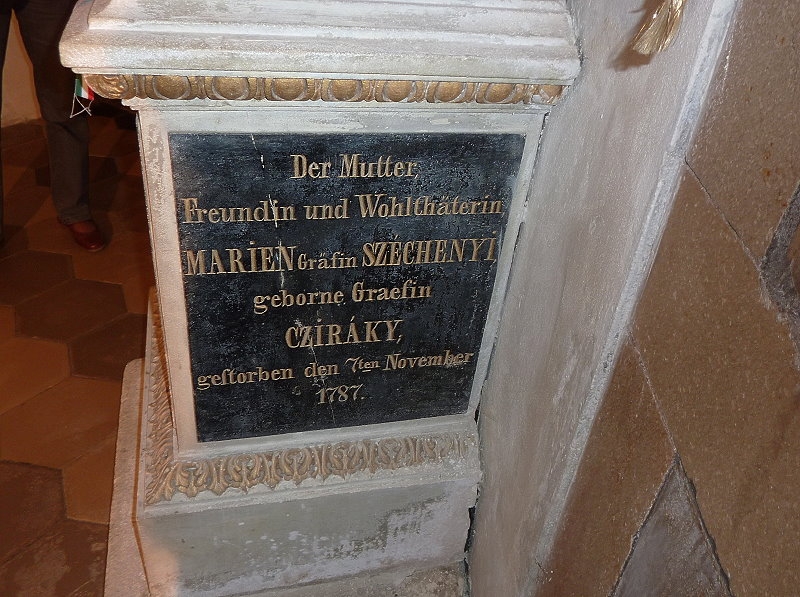 Der Mutter,
Freundin und Wohlthäterin,
MARIEN Gräfin SZÉCHENYI
geborne Graefin
CZIRÁKY,
geſtorben den 7ten November
1787.